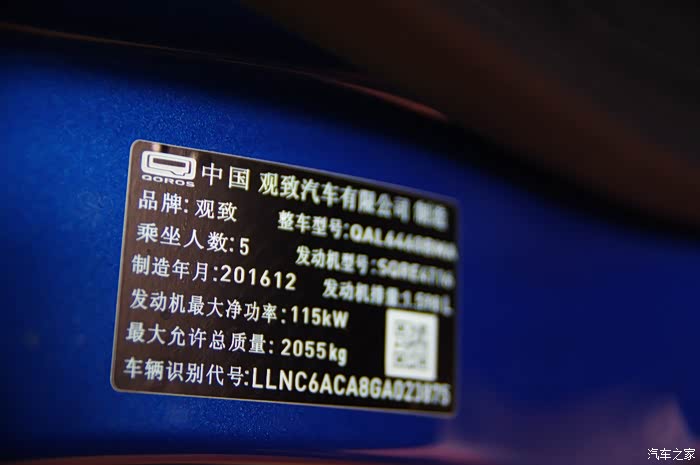 QOROS 中国 观致汽车有限公司 制造
品牌: 观致 整车型号:
乘坐人数: 5 发动机型号:
制造年月: 201612 发动机排量:
发动机最大净功率: 115kW
最大允许总质量: 2055kg
车辆识别代号: LLNC6ACA8GA023875
汽车之家